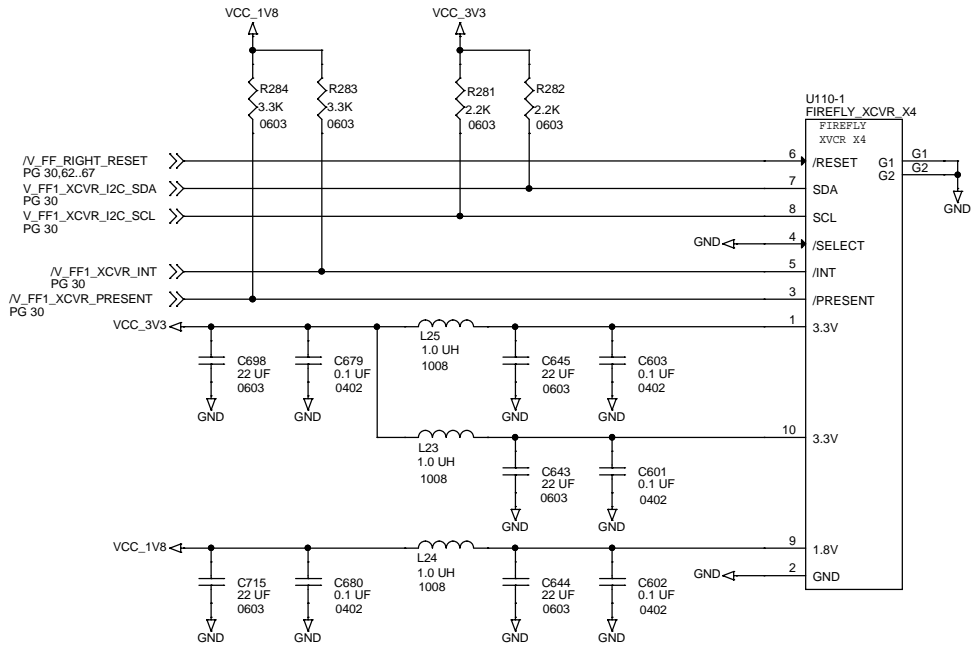 VCC_1V8
VCC_3V3
R284
3.3K
0603
R283
3.3K
0603
R281
2.2K
0603
R282
2.2K
0603
U110-1
FIREFLY_XCVR_X4
FIREFLY
XVCR X4
/V_FF_RIGHT_RESET
PG 30,62..67
6
/RESET
G1
G1
G2
G2
GND
V_FF1_XCVR_I2C_SDA
PG 30
7
SDA
V_FF1_XCVR_I2C_SCL
PG 30
8
SCL
GND
4
/SELECT
/V_FF1_XCVR_INT
PG 30
5
/INT
/V_FF1_XCVR_PRESENT
PG 30
3
/PRESENT
VCC_3V3
L25
1.0 UH
1008
1
3.3V
C698
22 UF
0603
GND
C679
0.1 UF
0402
GND
C645
22 UF
0603
GND
C603
0.1 UF
0402
GND
L23
1.0 UH
1008
10
3.3V
C643
22 UF
0603
GND
C601
0.1 UF
0402
GND
VCC_1V8
L24
1.0 UH
1008
9
1.8V
GND
2
GND
C715
22 UF
0603
GND
C680
0.1 UF
0402
GND
C644
22 UF
0603
GND
C602
0.1 UF
0402
GND